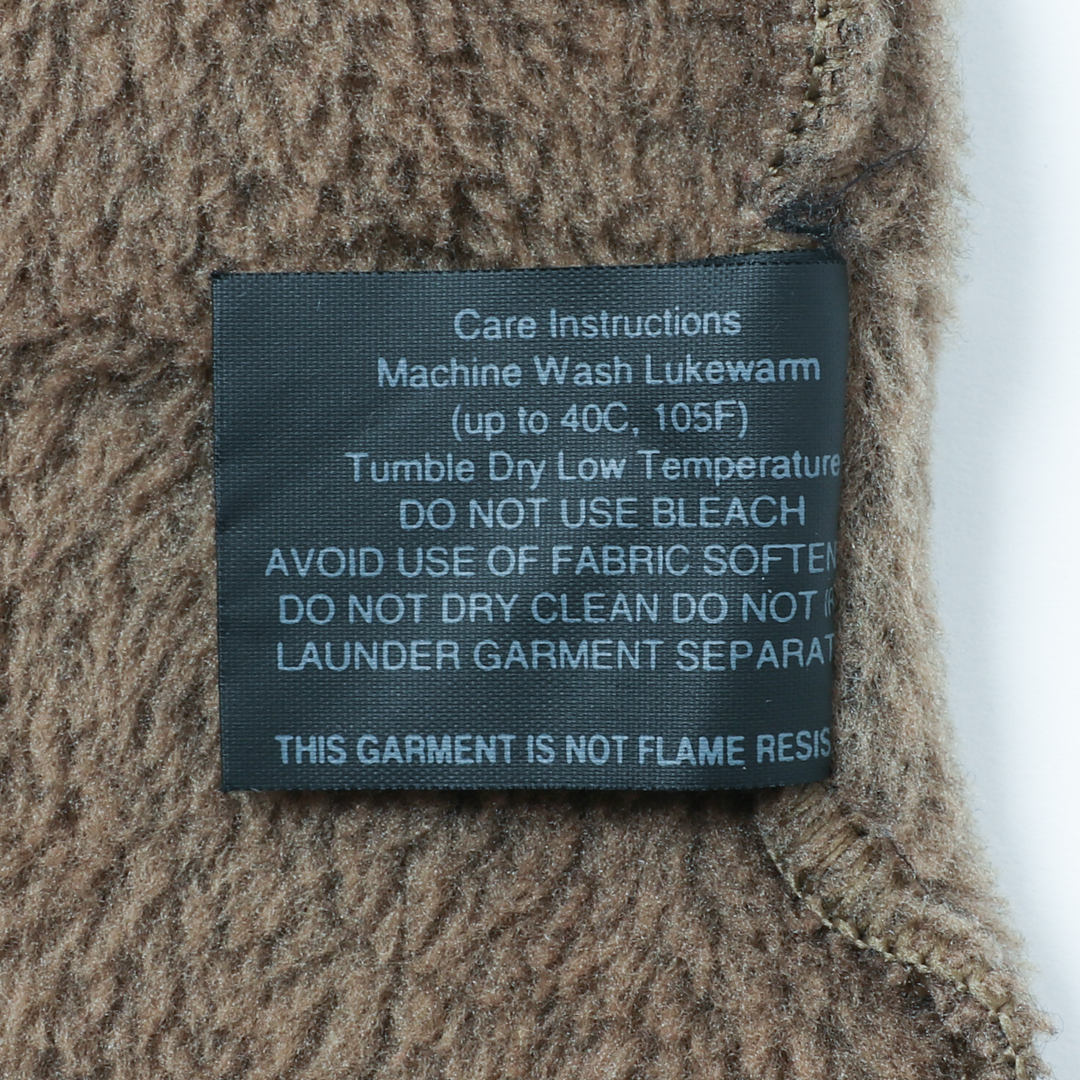 Care Instructions
Machine Wash Lukewarm
(up to 40C, 105F)
Tumble Dry Low Temperature
DO NOT USE BLEACH
AVOID USE OF FABRIC SOFTEN
DO NOT DRY CLEAN DO NOT
LAUNDER GARMENT SEPARAT
THIS GARMENT IS NOT FLAME RESIS